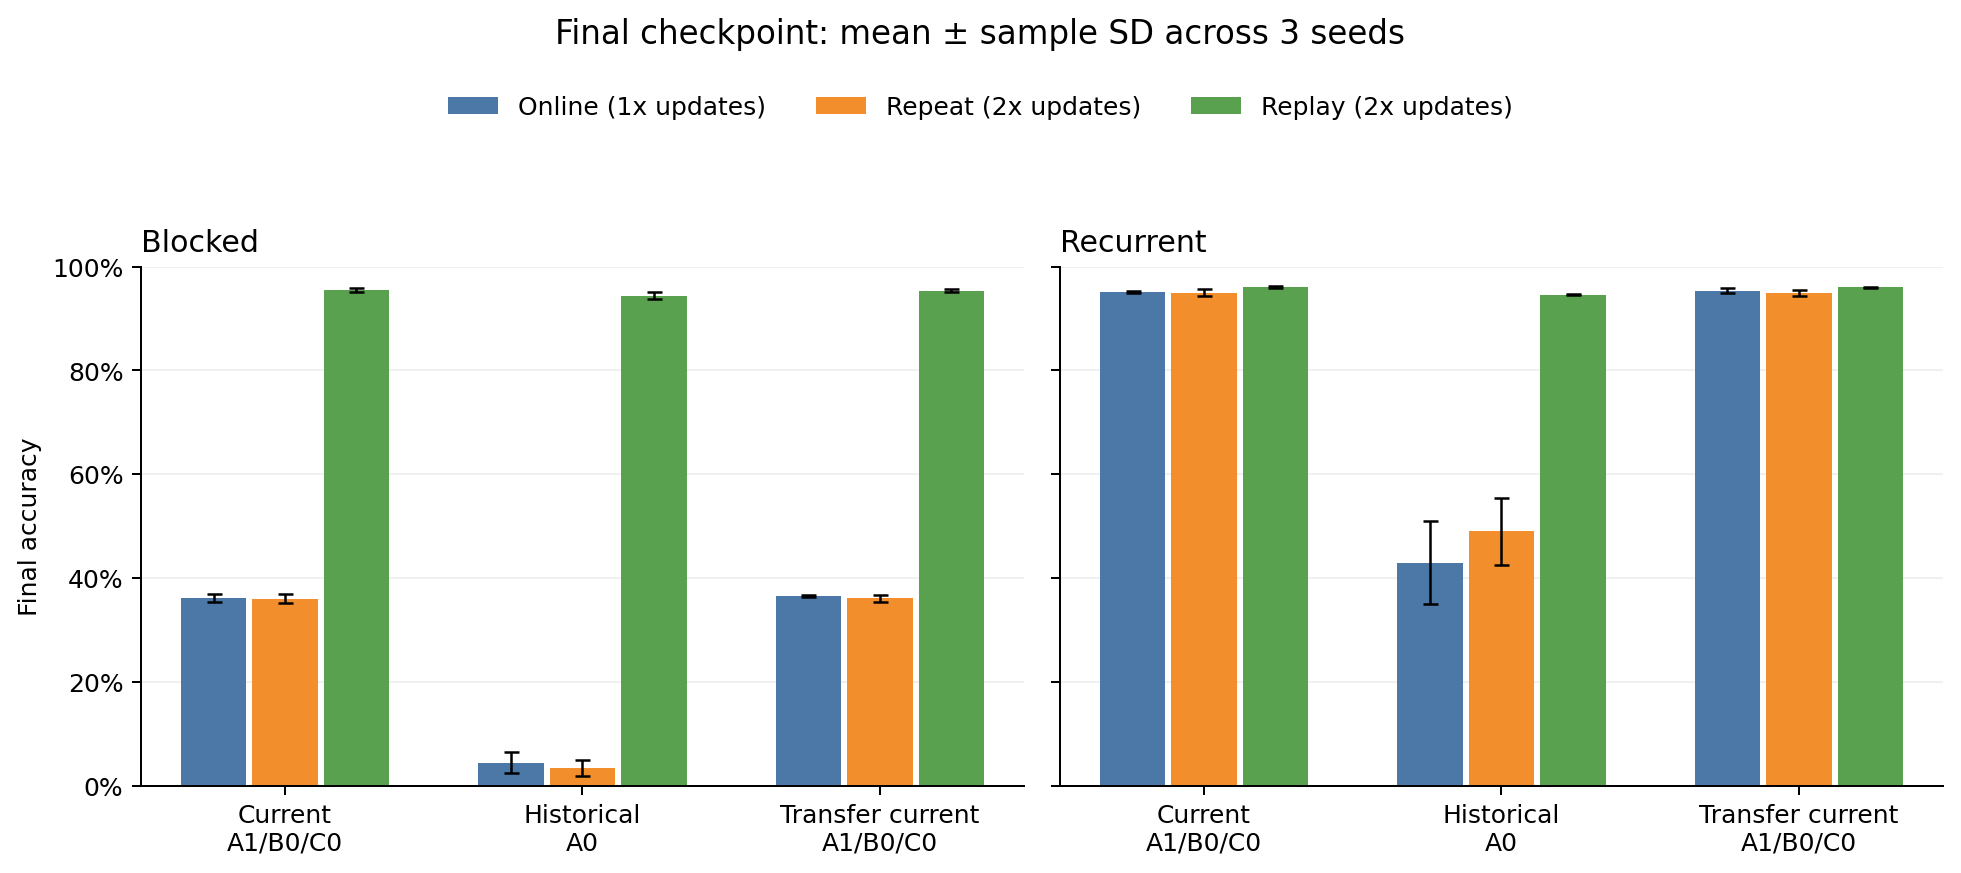 Final checkpoint: mean ± sample SD across 3 seeds
Online (1x updates)
Repeat (2x updates)
Replay (2x updates)
Blocked
Recurrent
Final accuracy
100%
80%
60%
40%
20%
0%
Current
A1/B0/C0
Historical
A0
Transfer current
A1/B0/C0
Current
A1/B0/C0
Historical
A0
Transfer current
A1/B0/C0